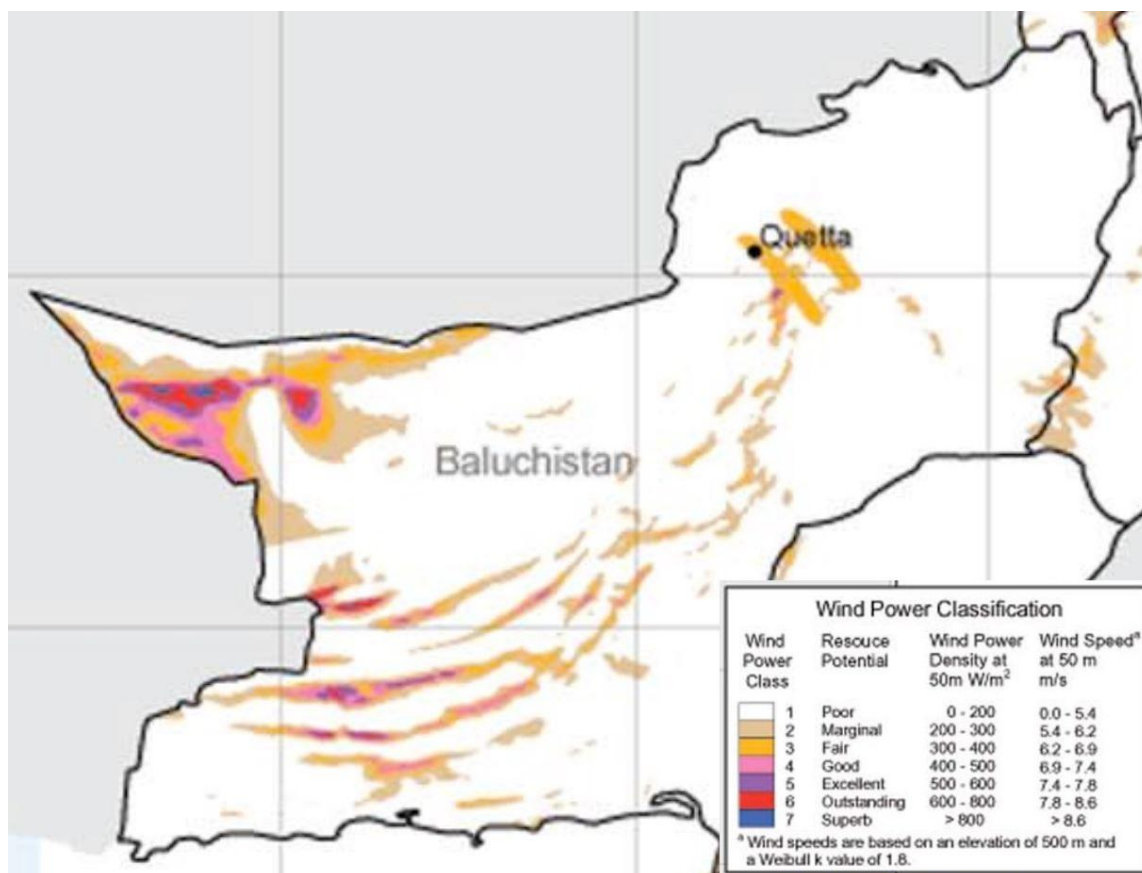 Quetta
Baluchistan
Wind Power Classification
Wind Power Class Resouce Potential Wind Power Density at 50m W/m² Wind Speedᵃ at 50 m m/s
1 Poor 0 - 200 0.0 - 5.4
2 Marginal 200 - 300 5.4 - 6.2
3 Fair 300 - 400 6.2 - 6.9
4 Good 400 - 500 6.9 - 7.4
5 Excellent 500 - 600 7.4 - 7.8
6 Outstanding 600 - 800 7.8 - 8.6
7 Superb > 800 > 8.6
ᵃ Wind speeds are based on an elevation of 500 m and
a Weibull k value of 1.8.